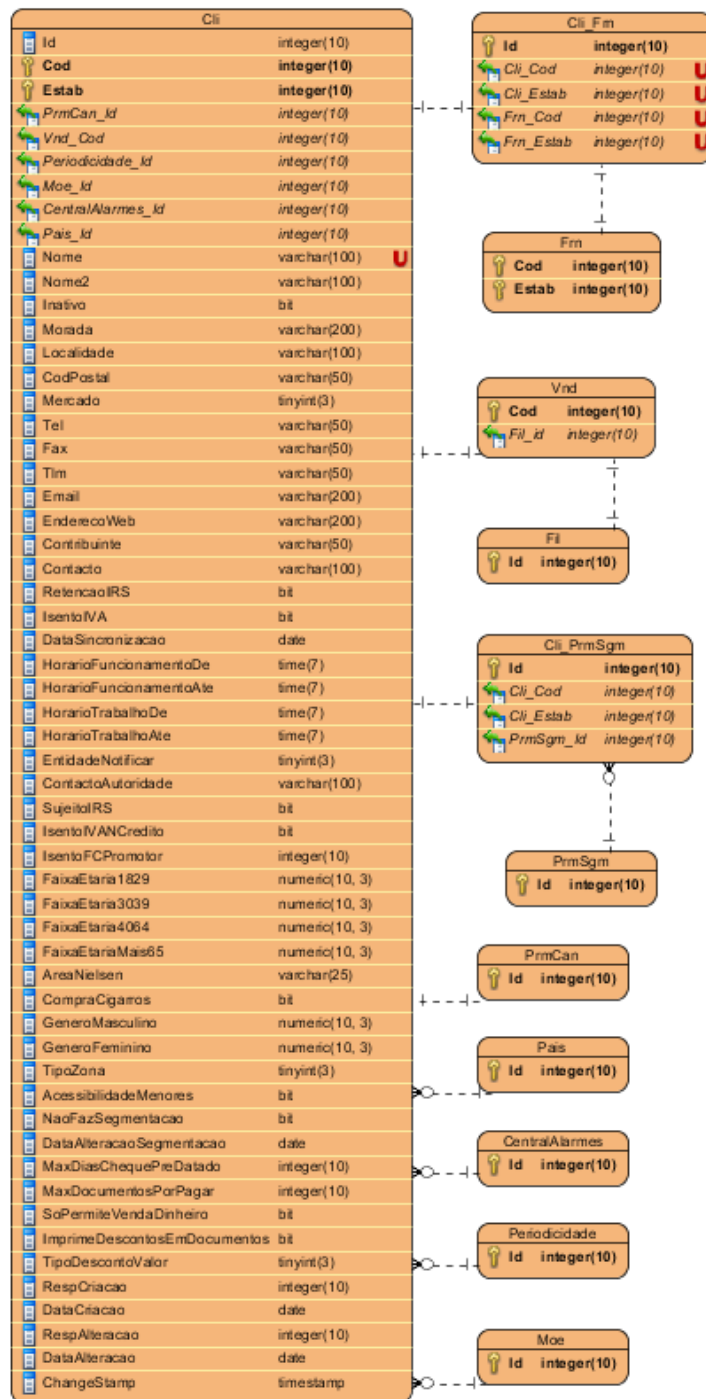 Cli
Id integer(10)
Cod integer(10)
Estab integer(10)
PrmCan_Id integer(10)
Vnd_Cod integer(10)
Periodicidade_Id integer(10)
Moe_Id integer(10)
CentralAlarmes_Id integer(10)
Pais_Id integer(10)
Nome varchar(100) U
Nome2 varchar(100)
Inativo bit
Morada varchar(200)
Localidade varchar(100)
CodPostal varchar(50)
Mercado tinyint(3)
Tel varchar(50)
Fax varchar(50)
Tlm varchar(50)
Email varchar(200)
EnderecoWeb varchar(200)
Contribuinte varchar(50)
Contacto varchar(100)
RetencaoIRS bit
IsentoIVA bit
DataSincronizacao date
HorarioFuncionamentoDe time(7)
HorarioFuncionamentoAte time(7)
HorarioTrabalhoDe time(7)
HorarioTrabalhoAte time(7)
EntidadeNotificar tinyint(3)
ContactoAutoridade varchar(100)
SujeitoIRS bit
IsentoIVANCredito bit
IsentoFCPromotor integer(10)
FaixaEtaria1829 numeric(10, 3)
FaixaEtaria3039 numeric(10, 3)
FaixaEtaria4064 numeric(10, 3)
FaixaEtariaMais65 numeric(10, 3)
AreaNielsen varchar(25)
CompraCigarros bit
GeneroMasculino numeric(10, 3)
GeneroFeminino numeric(10, 3)
TipoZona tinyint(3)
AcessibilidadeMenores bit
NaoFazSegmentacao bit
DataAlteracaoSegmentacao date
MaxDiasChequePreDatado integer(10)
MaxDocumentosPorPagar integer(10)
SoPermiteVendaDinheiro bit
ImprimeDescontosEmDocumentos bit
TipoDescontoValor tinyint(3)
RespCriacao integer(10)
DataCriacao date
RespAlteracao integer(10)
DataAlteracao date
ChangeStamp timestamp
Cli_Frn
Id integer(10)
Cli_Cod integer(10) U
Cli_Estab integer(10) U
Frn_Cod integer(10) U
Frn_Estab integer(10) U
Frn
Cod integer(10)
Estab integer(10)
Vnd
Cod integer(10)
Fil_id integer(10)
Fil
Id integer(10)
Cli_PrmSgm
Id integer(10)
Cli_Cod integer(10)
Cli_Estab integer(10)
PrmSgm_Id integer(10)
PrmSgm
Id integer(10)
PrmCan
Id integer(10)
Pais
Id integer(10)
CentralAlarmes
Id integer(10)
Periodicidade
Id integer(10)
Moe
Id integer(10)